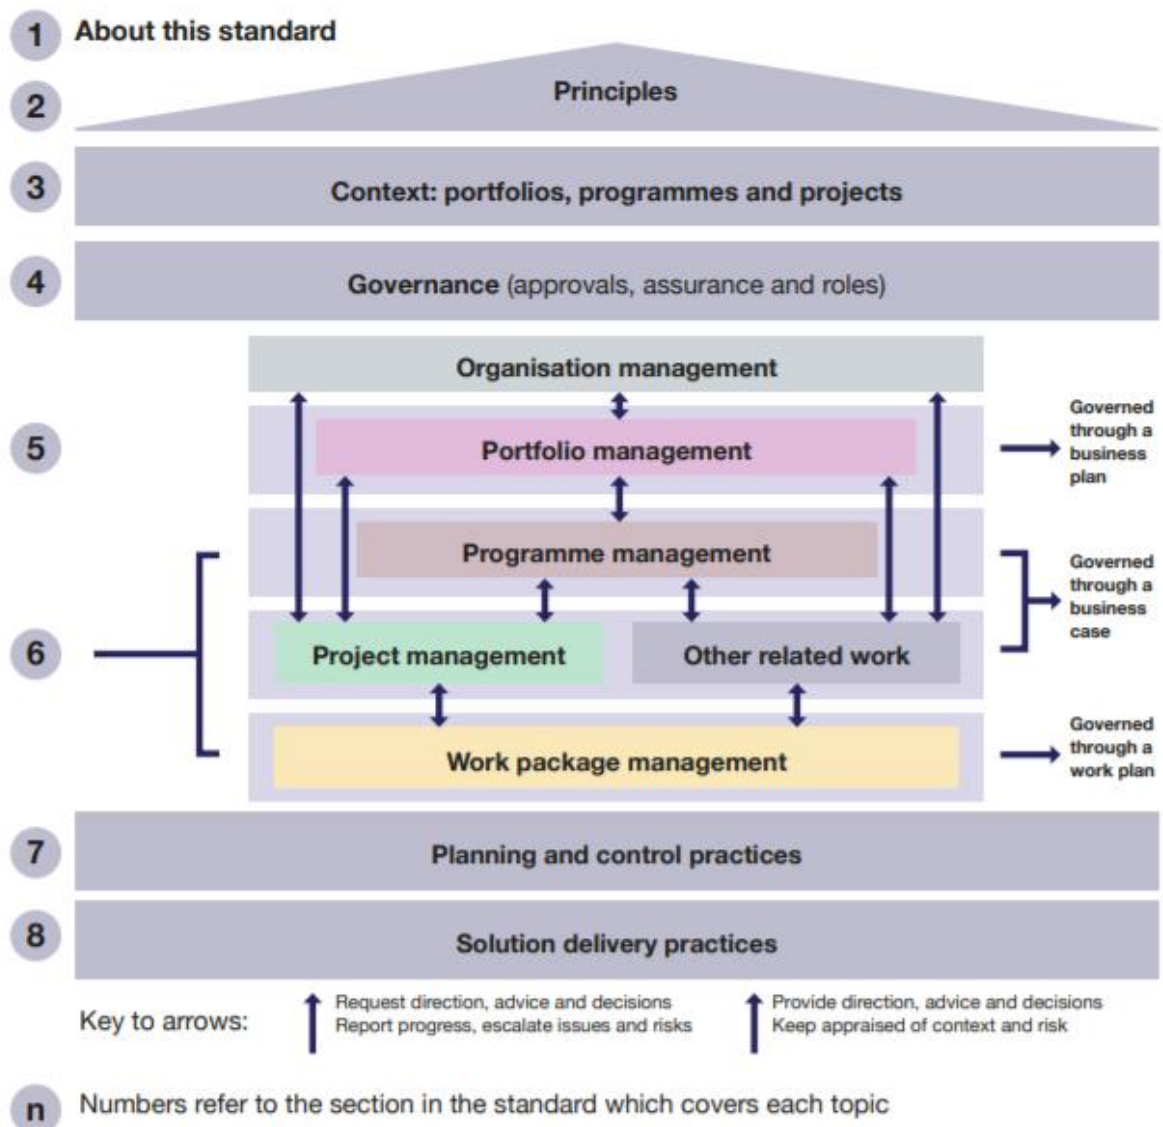 1 About this standard
2 Principles
3 Context: portfolios, programmes and projects
4 Governance (approvals, assurance and roles)
Organisation management
5 Portfolio management
Governed
through a
business
plan
Programme management
Governed
through a
business
case
6 Project management Other related work
Work package management
Governed
through a
work plan
7 Planning and control practices
8 Solution delivery practices
Key to arrows:
Request direction, advice and decisions
Report progress, escalate issues and risks
Provide direction, advice and decisions
Keep appraised of context and risk
n Numbers refer to the section in the standard which covers each topic